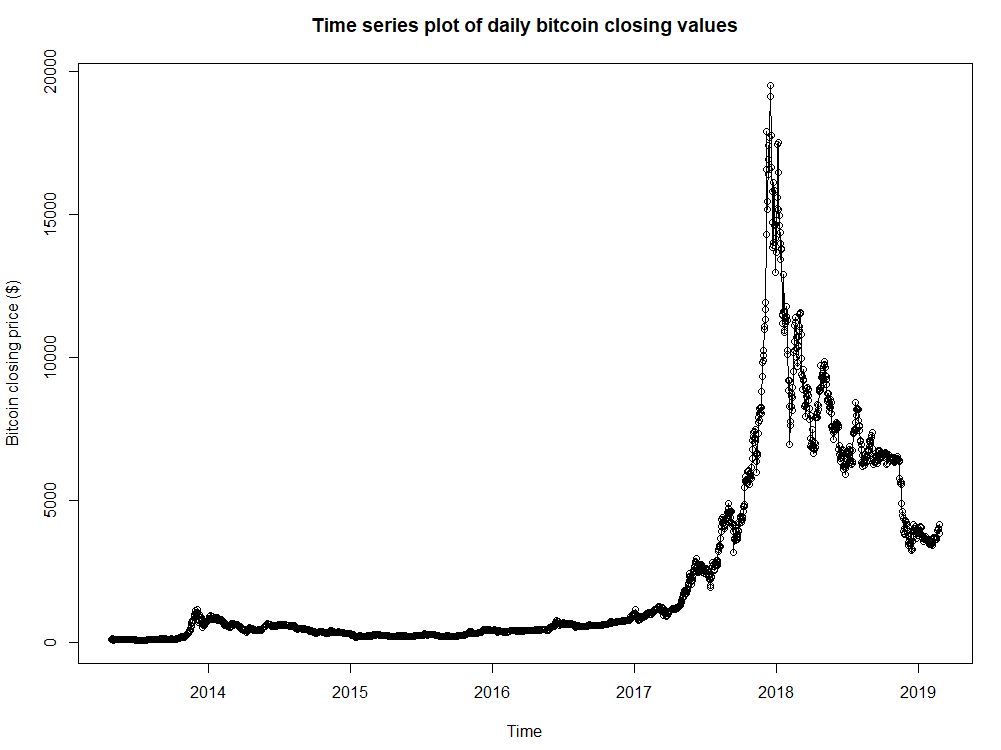 Time series plot of daily bitcoin closing values
Bitcoin closing price ($)
20000
15000
10000
5000
0
2014 2015 2016 2017 2018 2019
Time